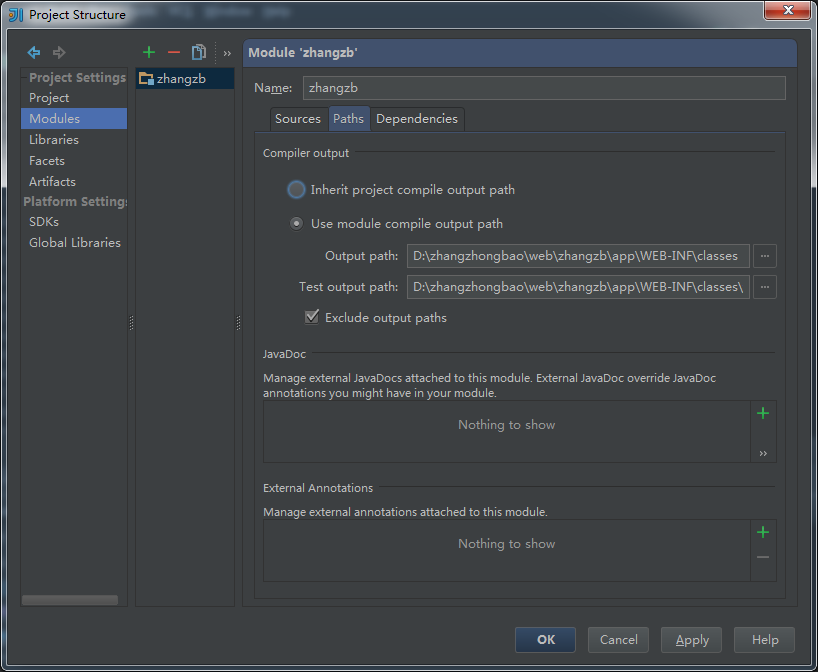 Project Structure
Project Settings
Project
Modules
Libraries
Facets
Artifacts
Platform Settings
SDKs
Global Libraries
zhangzb
Module 'zhangzb'
Name: zhangzb
Sources Paths Dependencies
Compiler output
Inherit project compile output path
Use module compile output path
Output path: D:\zhangzhongbao\web\zhangzb\app\WEB-INF\classes
Test output path: D:\zhangzhongbao\web\zhangzb\app\WEB-INF\classes\
Exclude output paths
JavaDoc
Manage external JavaDocs attached to this module. External JavaDoc override JavaDoc
annotations you might have in your module.
Nothing to show
External Annotations
Manage external annotations attached to this module.
Nothing to show
OK Cancel Apply Help